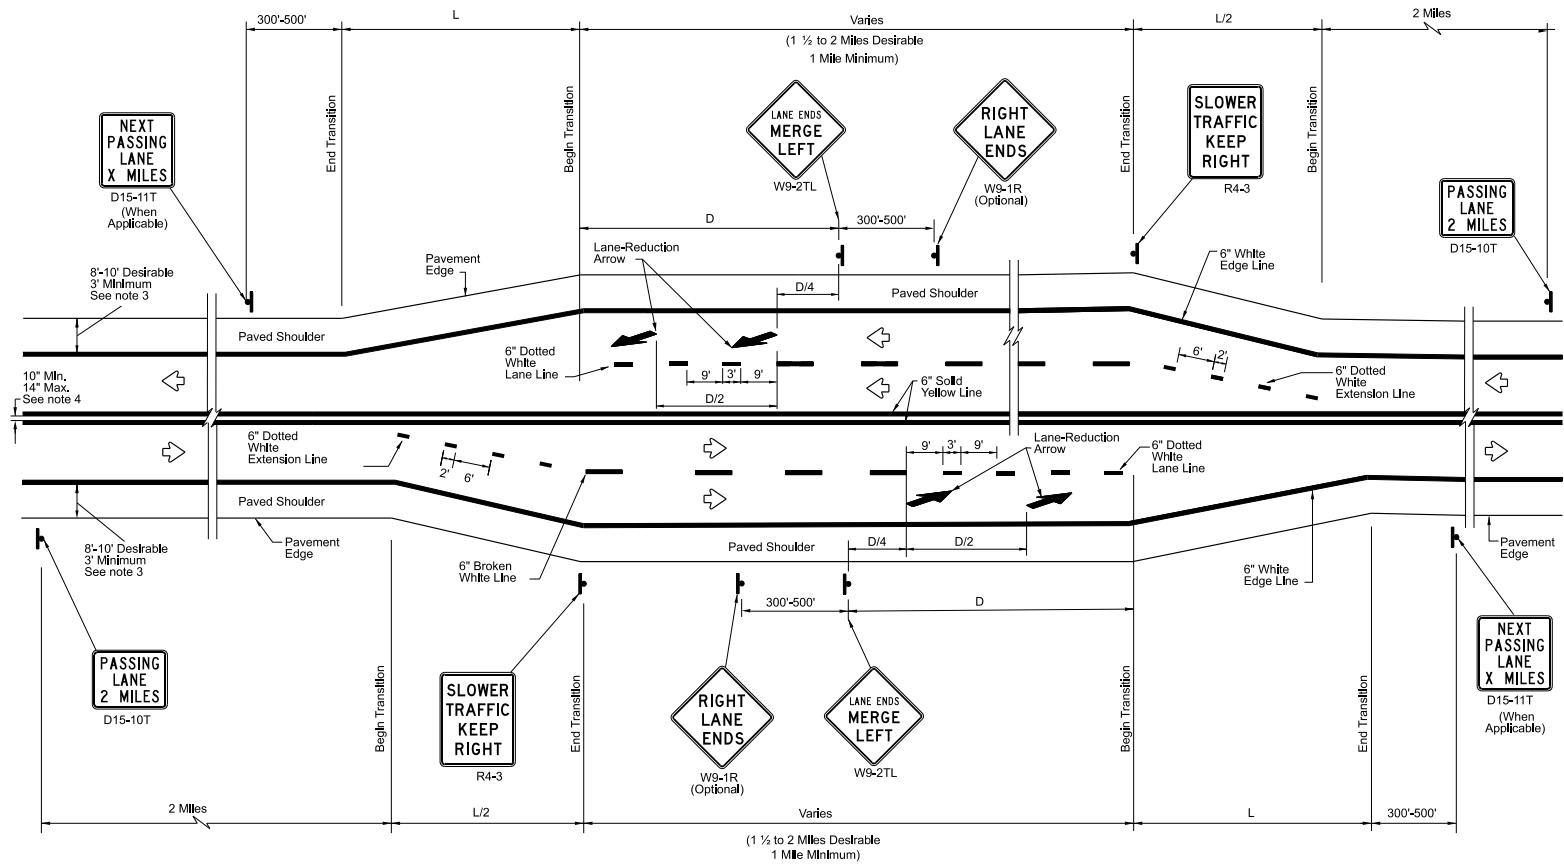 300'-500'
L
Varies
(1 ½ to 2 Miles Desirable
1 Mile Minimum)
L/2
2 Miles
End Transition
Begin Transition
End Transition
Begin Transition
NEXT
PASSING
LANE
X MILES
D15-11T
(When
Applicable)
LANE ENDS
MERGE
LEFT
W9-2TL
RIGHT
LANE
ENDS
W9-1R
(Optional)
SLOWER
TRAFFIC
KEEP
RIGHT
R4-3
PASSING
LANE
2 MILES
D15-10T
D
300'-500'
8'-10' Desirable
3' Minimum
See note 3
Pavement
Edge
Lane-Reduction
Arrow
6" White
Edge Line
D/4
Paved Shoulder
Paved Shoulder
6" Dotted
White
Lane Line
9'
3'
9'
D/2
6" Solid
Yellow Line
6'
2'
6" Dotted
White
Extension Line
10" Min.
14" Max.
See note 4
6" Dotted
White
Extension Line
2'
6'
9'
3'
9'
Lane-Reduction
Arrow
6" Dotted
White
Lane Line
Paved Shoulder
Pavement
Edge
8'-10' Desirable
3' Minimum
See note 3
6" Broken
White Line
Paved Shoulder
D/4
D/2
6" White
Edge Line
Pavement
Edge
300'-500'
D
PASSING
LANE
2 MILES
D15-10T
Begin Transition
SLOWER
TRAFFIC
KEEP
RIGHT
R4-3
End Transition
RIGHT
LANE
ENDS
W9-1R
(Optional)
LANE ENDS
MERGE
LEFT
W9-2TL
Begin Transition
End Transition
NEXT
PASSING
LANE
X MILES
D15-11T
(When
Applicable)
2 Miles
L/2
Varies
(1 ½ to 2 Miles Desirable
1 Mile Minimum)
L
300'-500'